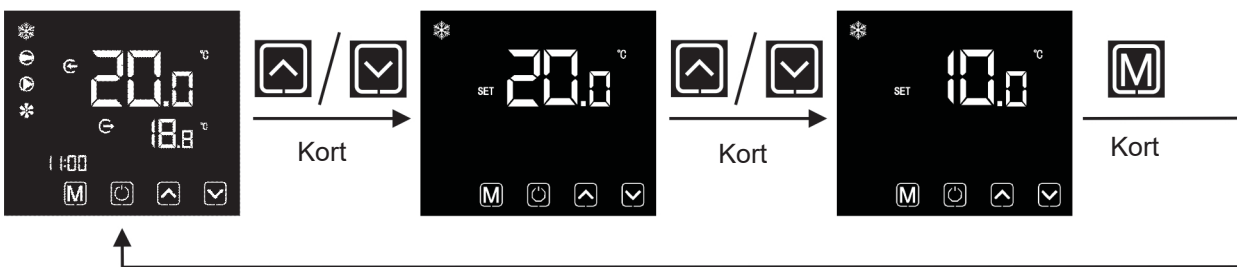 20.0 °C
18.8 °C
11:00
M
Kort
SET 20.0 °C
M
Kort
SET 10.0 °C
M
M
Kort